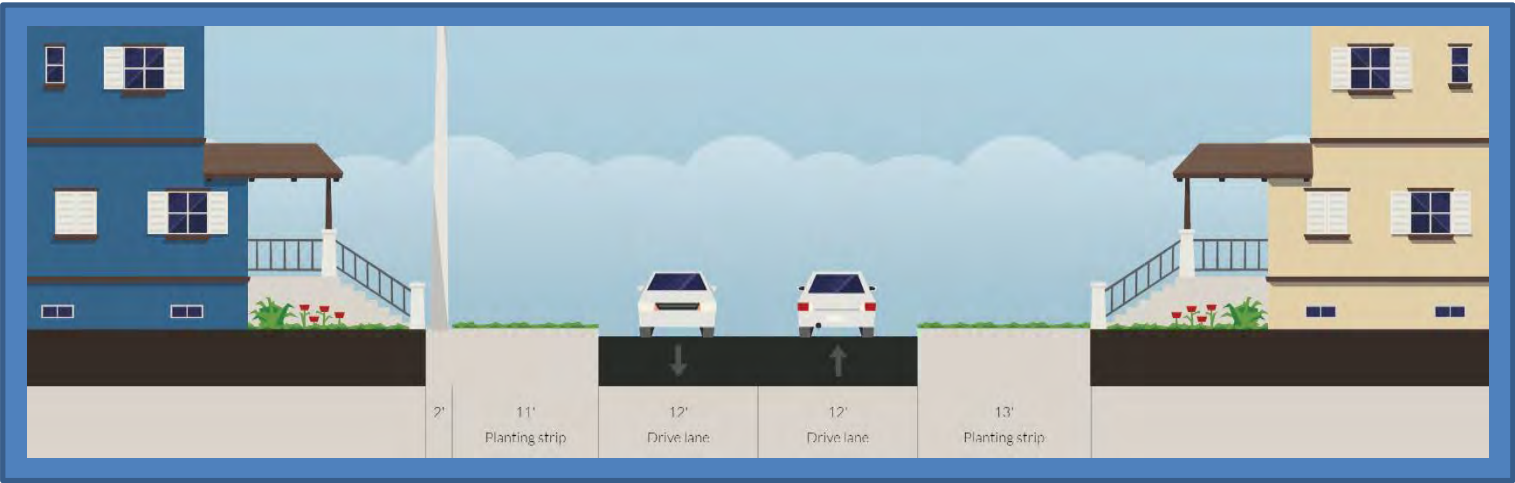 2'
11'
Planting strip
12'
Drive lane
12'
Drive lane
13'
Planting strip